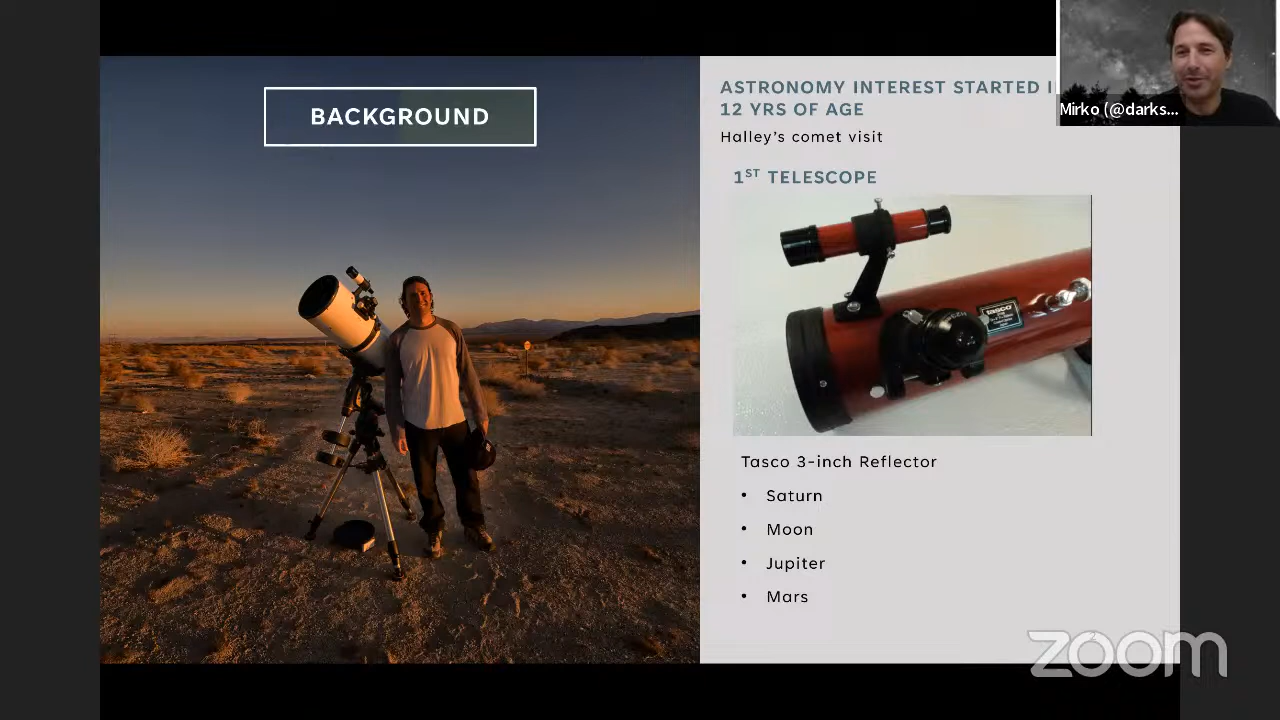 BACKGROUND
ASTRONOMY INTEREST STARTED
12 YRS OF AGE
Halley's comet visit
1ST TELESCOPE
tasco
Tasco 3-inch Reflector
• Saturn
• Moon
• Jupiter
• Mars
Mirko (@darks...
zoom